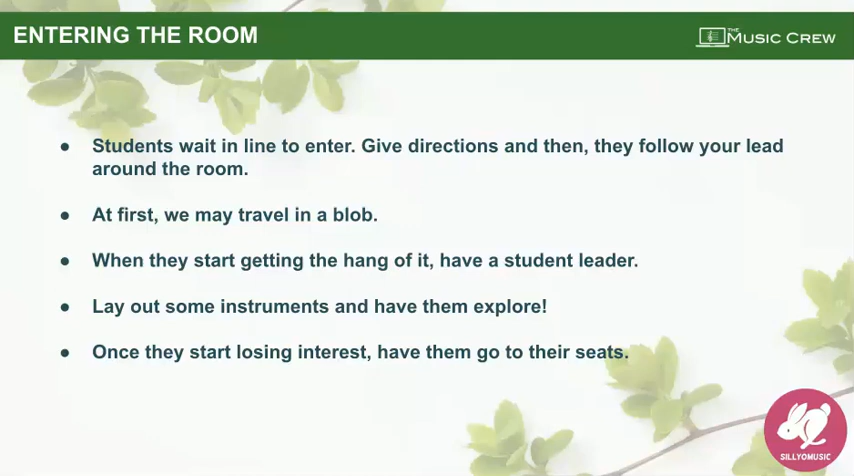 ENTERING THE ROOM
THE
MUSIC CREW
● Students wait in line to enter. Give directions and then, they follow your lead
around the room.
● At first, we may travel in a blob.
● When they start getting the hang of it, have a student leader.
● Lay out some instruments and have them explore!
● Once they start losing interest, have them go to their seats.
SILLYOMUSIC